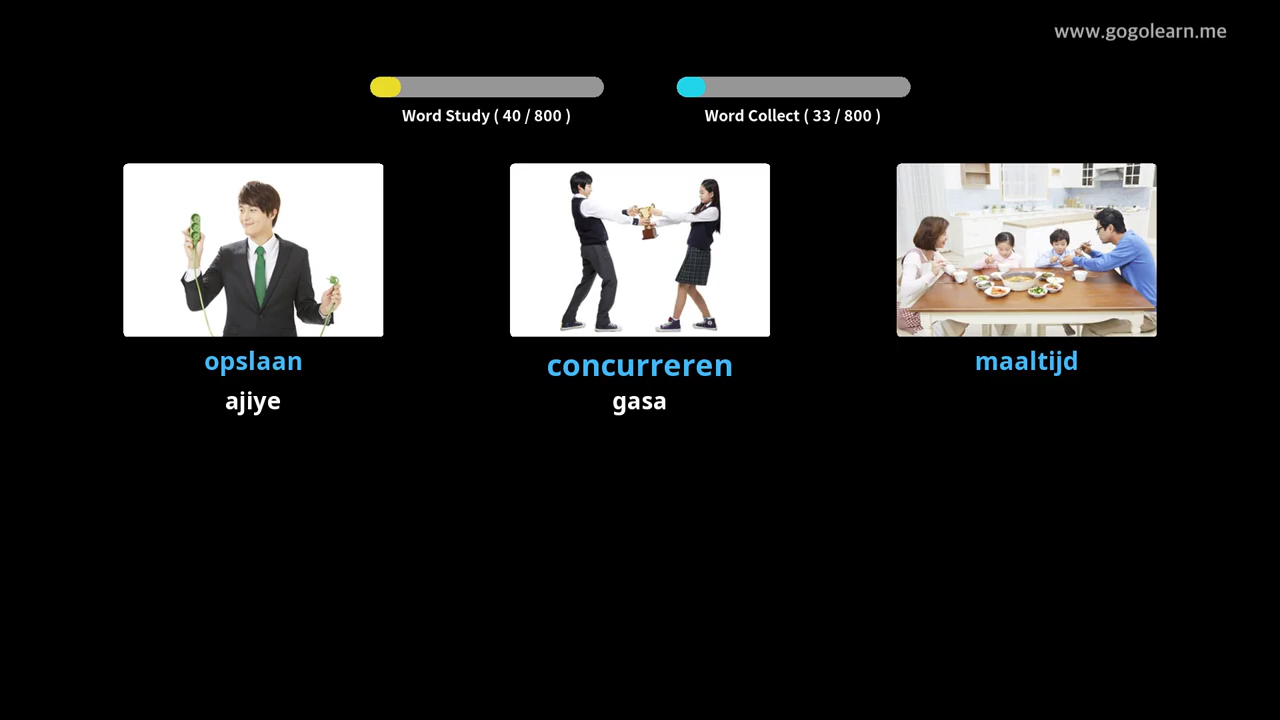 www.gogolearn.me
Word Study ( 40 / 800 )
Word Collect ( 33 / 800 )
opslaan
ajiye
concurreren
gasa
maaltijd